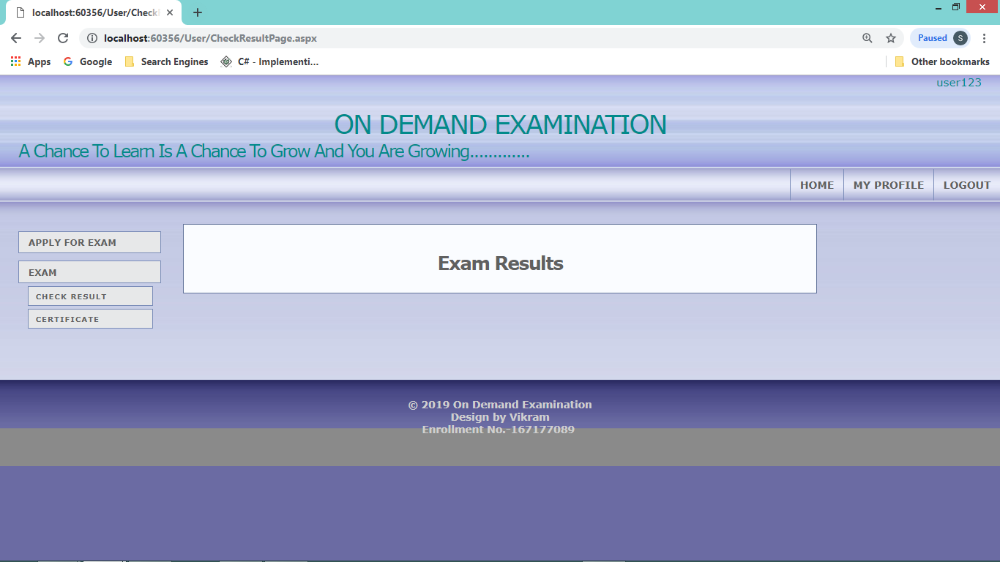 localhost:60356/User/Check
localhost:60356/User/CheckResultPage.aspx
Paused
S
Apps
Google
Search Engines
C# - Implementi...
Other bookmarks
user123
ON DEMAND EXAMINATION
A Chance To Learn Is A Chance To Grow And You Are Growing.............
HOME
MY PROFILE
LOGOUT
APPLY FOR EXAM
EXAM
CHECK RESULT
CERTIFICATE
Exam Results
© 2019 On Demand Examination
Design by Vikram
Enrollment No.-167177089